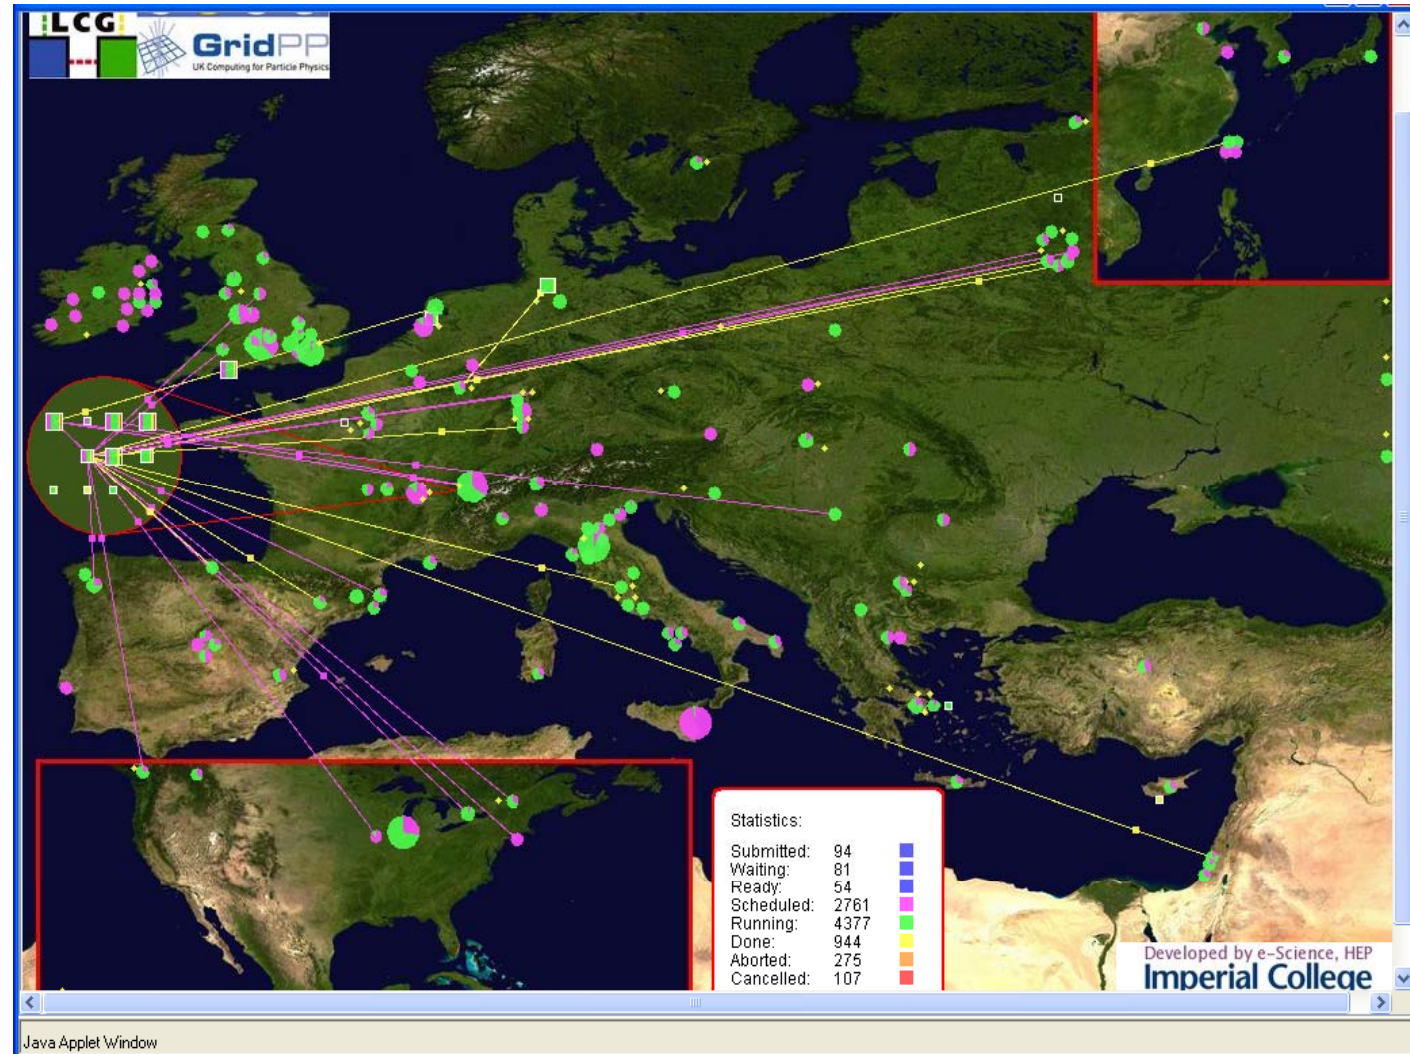 LCG
GridPP
UK Computing for Particle Physics
Statistics:
Submitted: 94
Waiting: 81
Ready: 54
Scheduled: 2761
Running: 4377
Done: 944
Aborted: 275
Cancelled: 107
Developed by e-Science, HEP
Imperial College
Java Applet Window